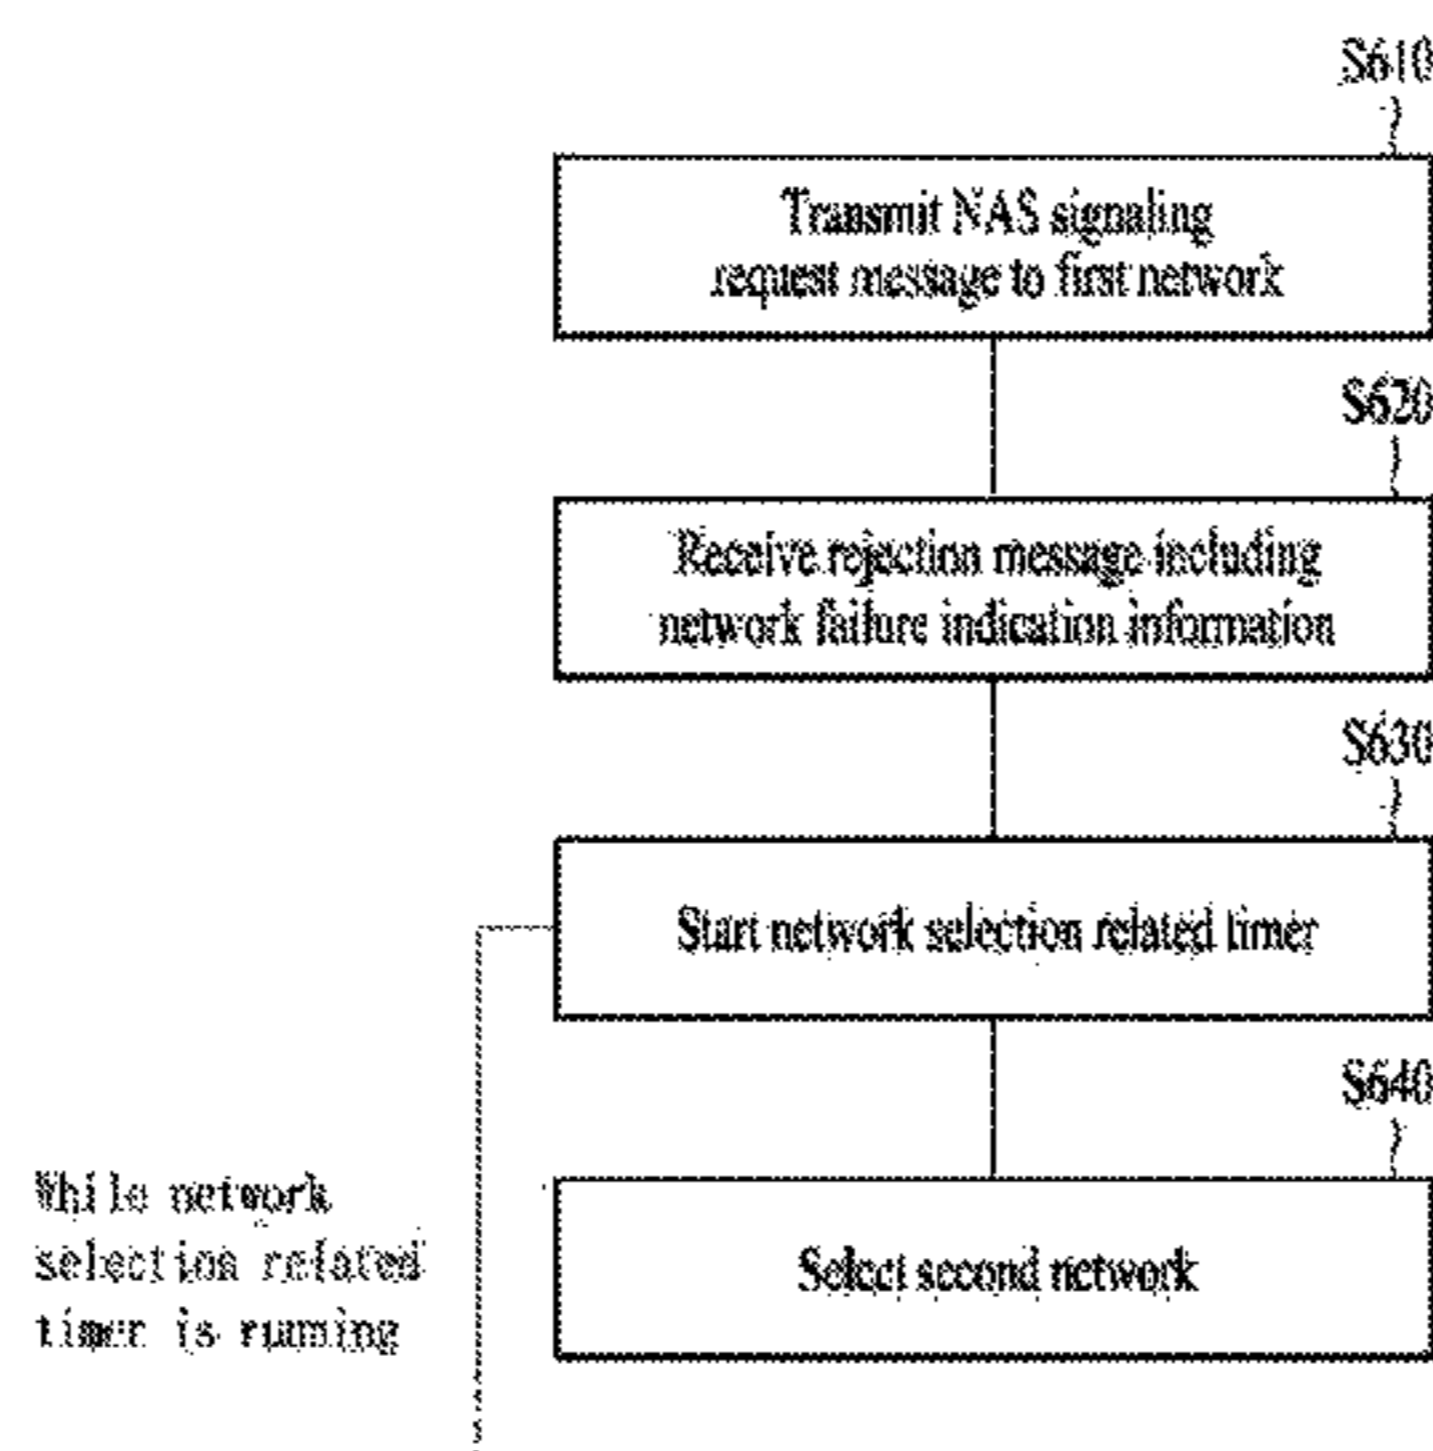 S610
Transmit NAS signaling
request message to first network
S620
Receive rejection message including
network failure indication information
S630
Start network selection related timer
S640
While network
selection related
timer is running
Select second network